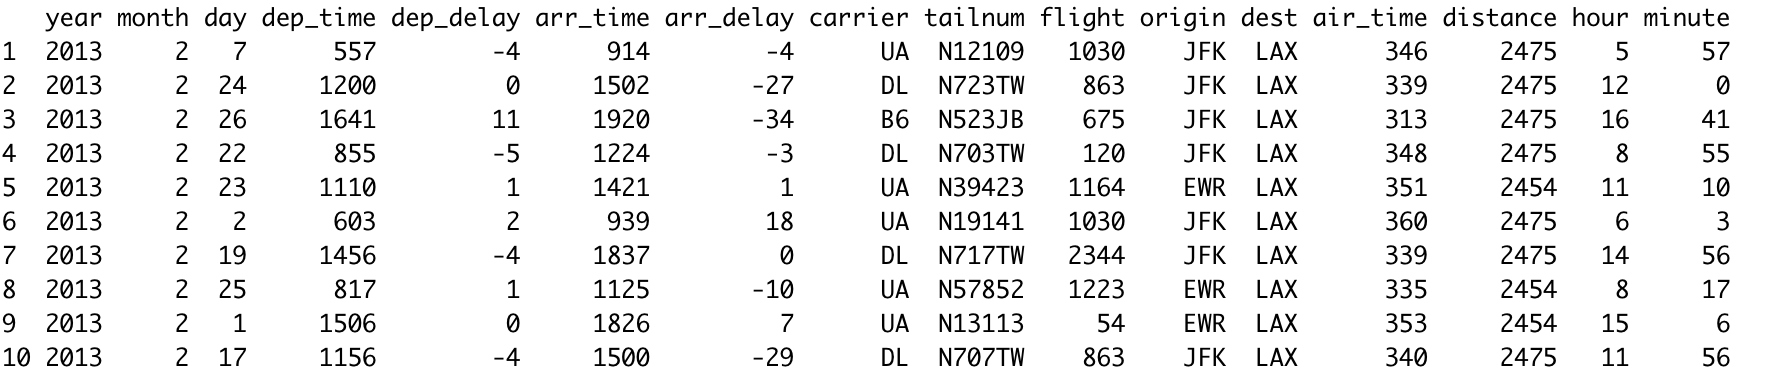 year month day dep_time dep_delay arr_time arr_delay carrier tailnum flight origin dest air_time distance hour minute
1 2013 2 7 557 -4 914 -4 UA N12109 1030 JFK LAX 346 2475 5 57
2 2013 2 24 1200 0 1502 -27 DL N723TW 863 JFK LAX 339 2475 12 0
3 2013 2 26 1641 11 1920 -34 B6 N523JB 675 JFK LAX 313 2475 16 41
4 2013 2 22 855 -5 1224 -3 DL N703TW 120 JFK LAX 348 2475 8 55
5 2013 2 23 1110 1 1421 1 UA N39423 1164 EWR LAX 351 2454 11 10
6 2013 2 2 603 2 939 18 UA N19141 1030 JFK LAX 360 2475 6 3
7 2013 2 19 1456 -4 1837 0 DL N717TW 2344 JFK LAX 339 2475 14 56
8 2013 2 25 817 1 1125 -10 UA N57852 1223 EWR LAX 335 2454 8 17
9 2013 2 1 1506 0 1826 7 UA N13113 54 EWR LAX 353 2454 15 6
10 2013 2 17 1156 -4 1500 -29 DL N707TW 863 JFK LAX 340 2475 11 56